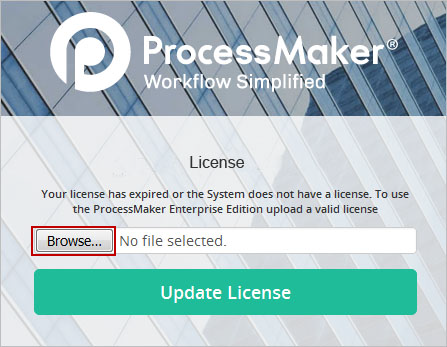 ProcessMaker®
Workflow Simplified
License
Your license has expired or the System does not have a license. To use
the ProcessMaker Enterprise Edition upload a valid license
Browse... No file selected.
Update License